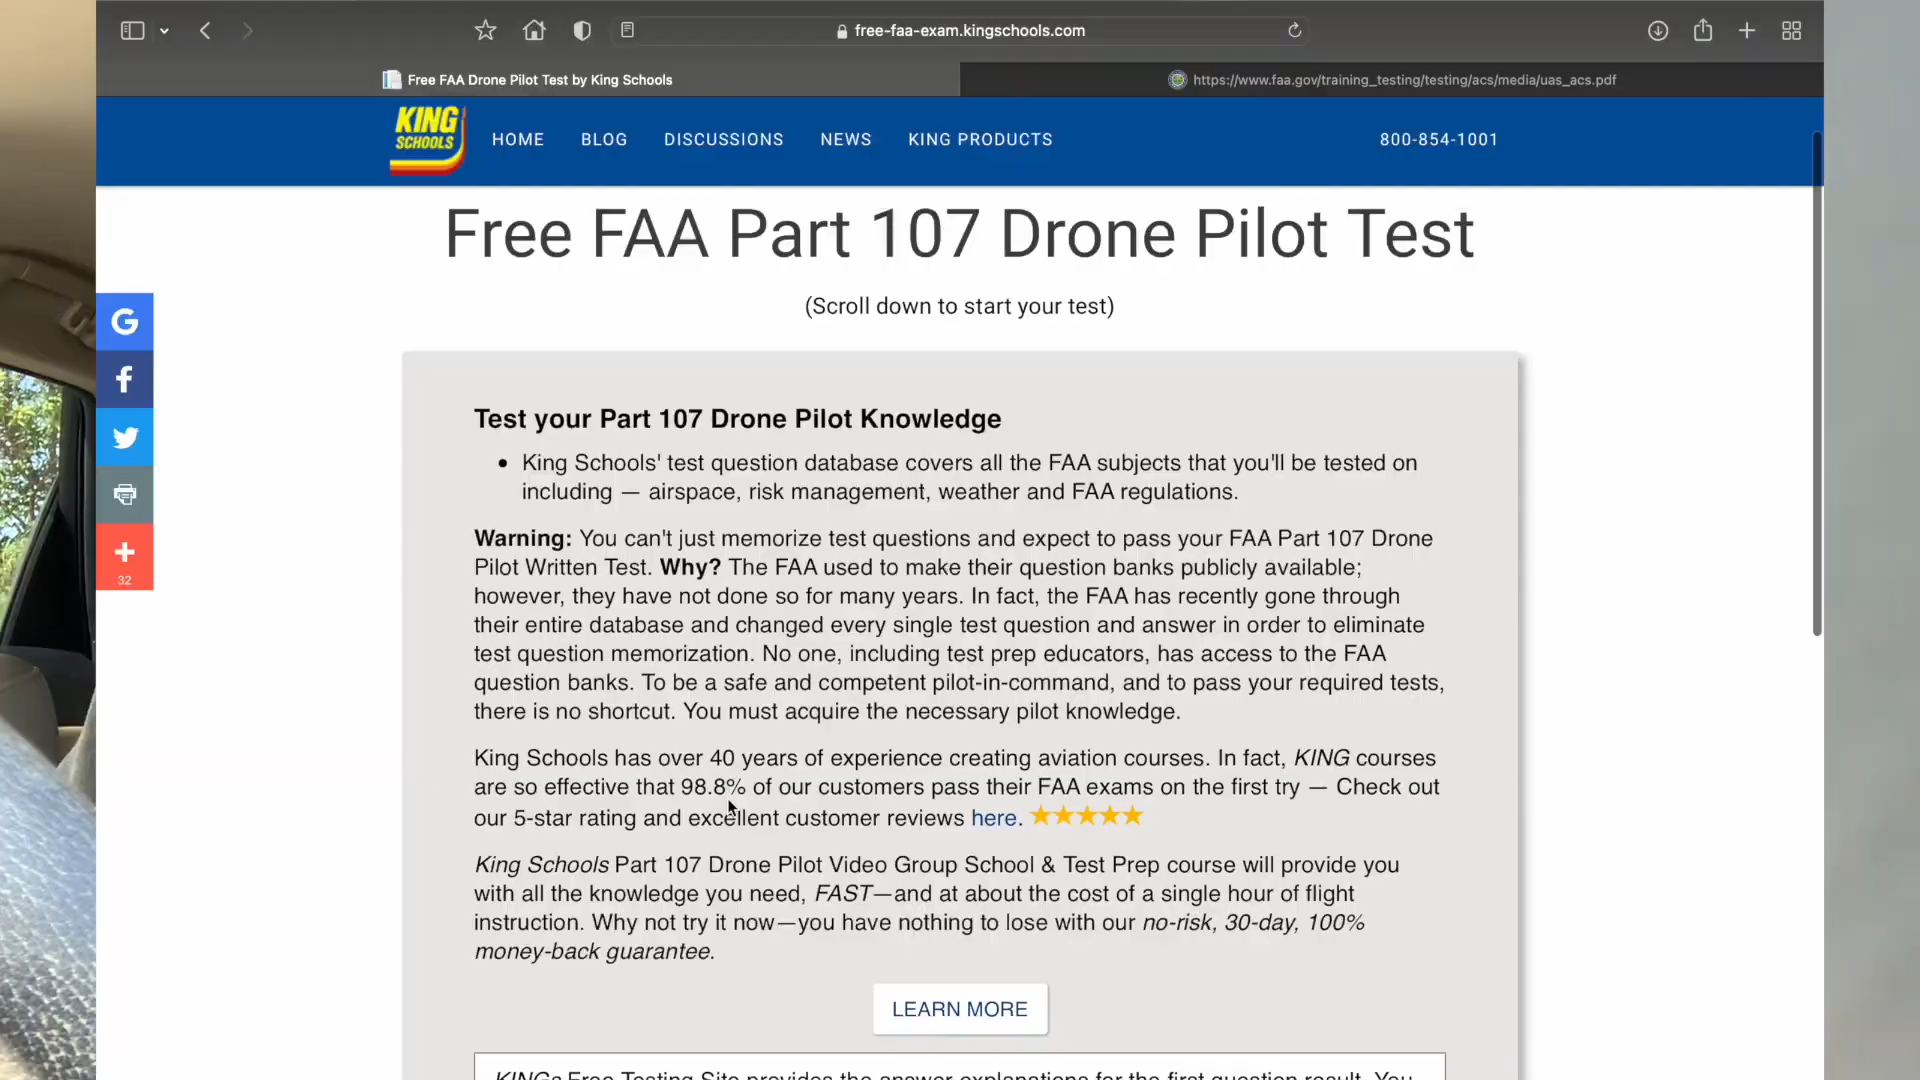 free-faa-exam.kingschools.com
Free FAA Drone Pilot Test by King Schools
https://www.faa.gov/training_testing/testing/acs/media/uas_acs.pdf
KING
SCHOOLS
HOME BLOG DISCUSSIONS NEWS KING PRODUCTS 800-854-1001
Free FAA Part 107 Drone Pilot Test
(Scroll down to start your test)
32
Test your Part 107 Drone Pilot Knowledge
• King Schools' test question database covers all the FAA subjects that you'll be tested on
including — airspace, risk management, weather and FAA regulations.
Warning: You can't just memorize test questions and expect to pass your FAA Part 107 Drone
Pilot Written Test. Why? The FAA used to make their question banks publicly available;
however, they have not done so for many years. In fact, the FAA has recently gone through
their entire database and changed every single test question and answer in order to eliminate
test question memorization. No one, including test prep educators, has access to the FAA
question banks. To be a safe and competent pilot-in-command, and to pass your required tests,
there is no shortcut. You must acquire the necessary pilot knowledge.
King Schools has over 40 years of experience creating aviation courses. In fact, KING courses
are so effective that 98.8% of our customers pass their FAA exams on the first try — Check out
our 5-star rating and excellent customer reviews here. ★★★★★
King Schools Part 107 Drone Pilot Video Group School & Test Prep course will provide you
with all the knowledge you need, FAST—and at about the cost of a single hour of flight
instruction. Why not try it now—you have nothing to lose with our no-risk, 30-day, 100%
money-back guarantee.
LEARN MORE
KINGs Free Testing Site provides the answer explanations for the first question result. You